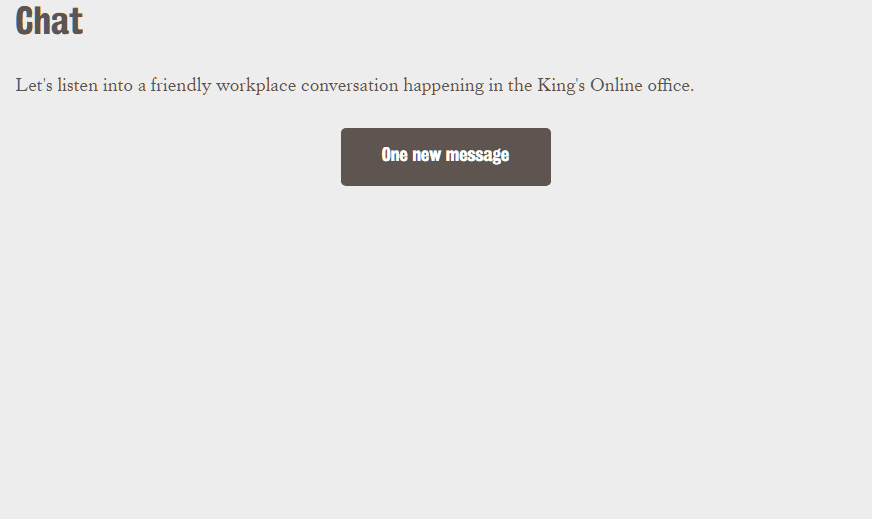 Chat
Let's listen into a friendly workplace conversation happening in the King's Online office.
One new message